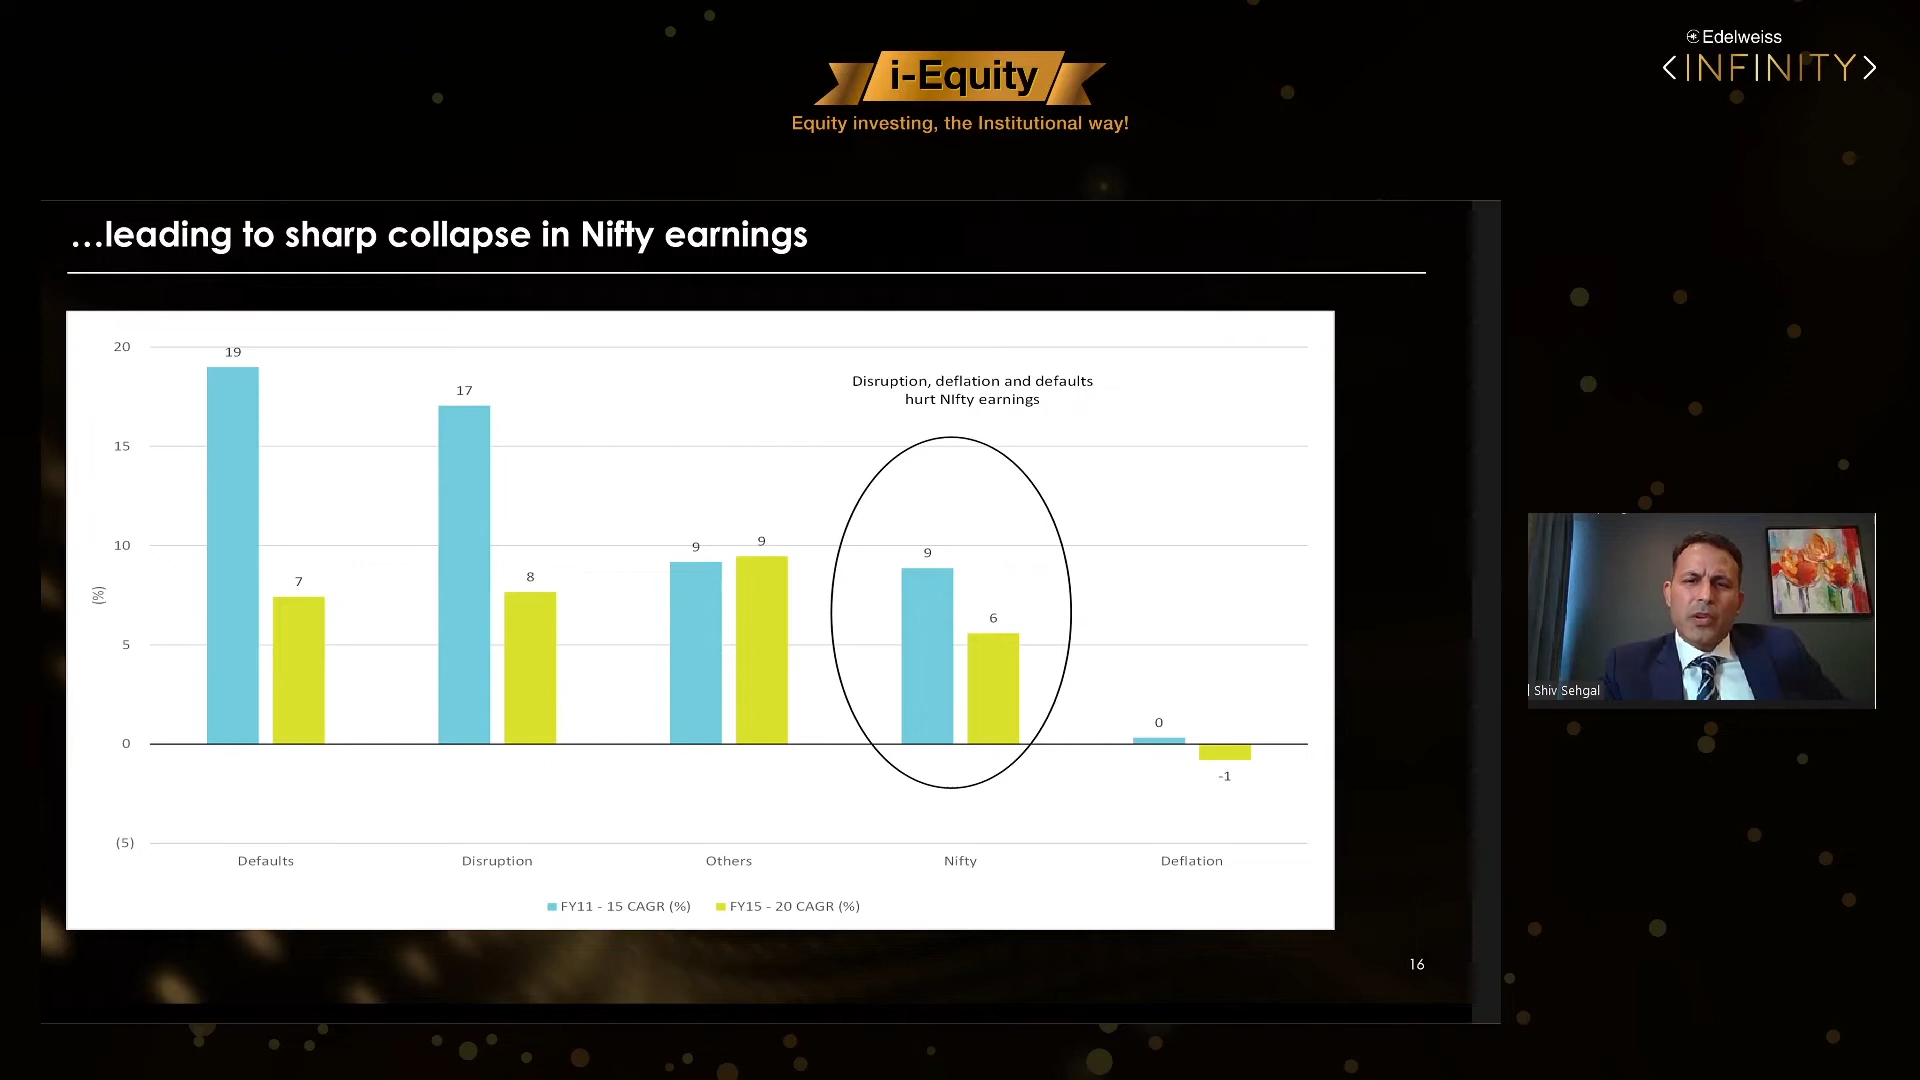 i-Equity
Equity investing, the Institutional way!
Edelweiss
INFINITY
...leading to sharp collapse in Nifty earnings
20
15
10
5
0
(5)
(%)
19
7
17
8
9
9
Disruption, deflation and defaults
hurt NIfty earnings
9
6
0
-1
Defaults
Disruption
Others
Nifty
Deflation
FY11 - 15 CAGR (%)
FY15 - 20 CAGR (%)
16
Shiv Sehgal